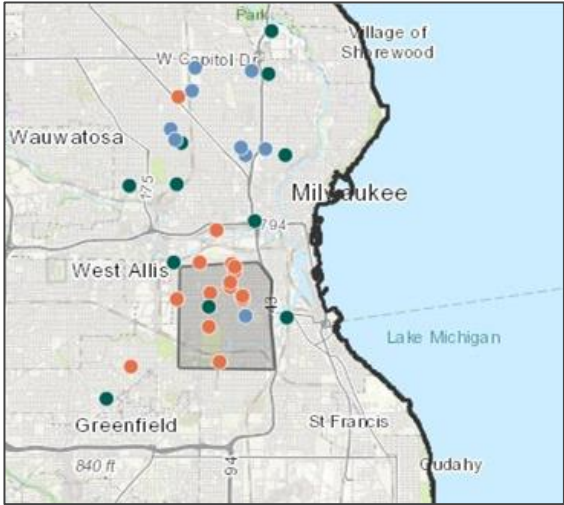 Park
Village of
Shorewood
W Capitol Dr
Wauwatosa
175
Milwaukee
794
West Allis
43
Lake Michigan
St Francis
Greenfield
840 ft
94
Cudahy